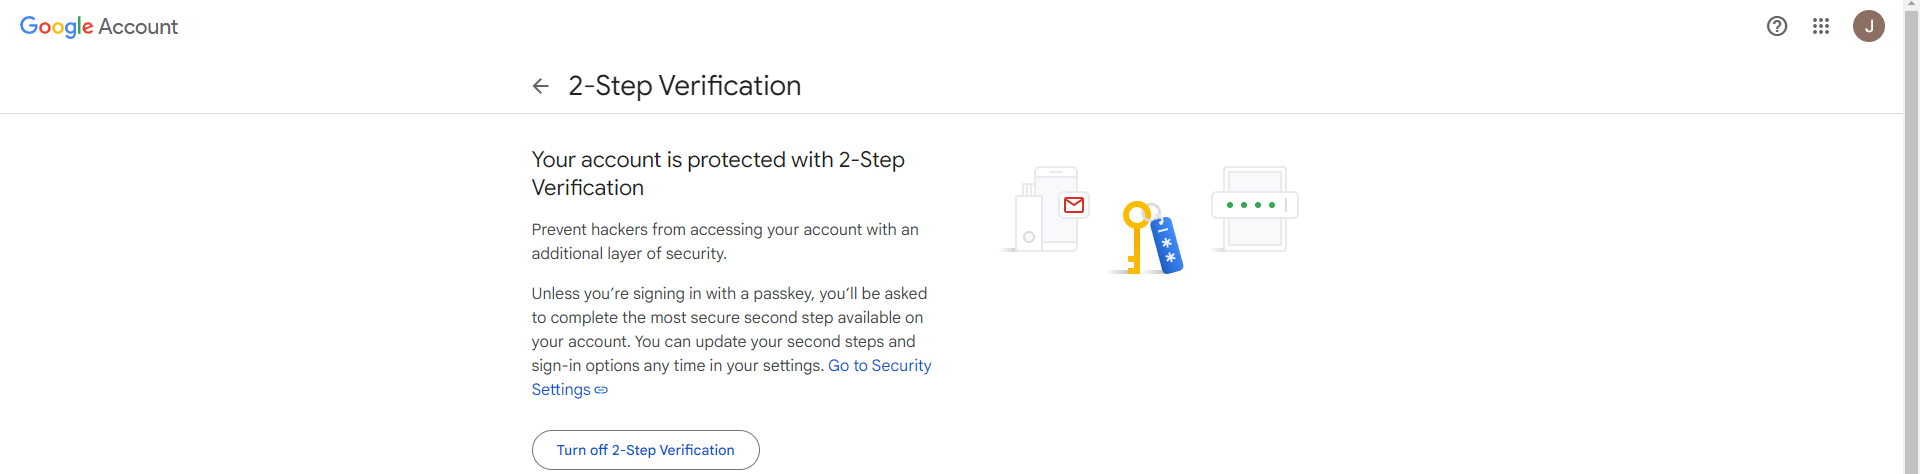 Google Account
J
2-Step Verification
Your account is protected with 2-Step
Verification
Prevent hackers from accessing your account with an
additional layer of security.
Unless you’re signing in with a passkey, you’ll be asked
to complete the most secure second step available on
your account. You can update your second steps and
sign-in options any time in your settings. Go to Security
Settings
Turn off 2-Step Verification